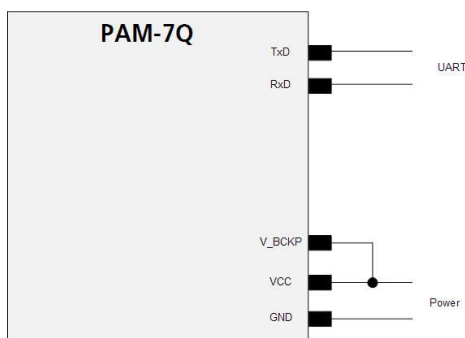 PAM-7Q
TxD
UART
RxD
V_BCKP
VCC
Power
GND